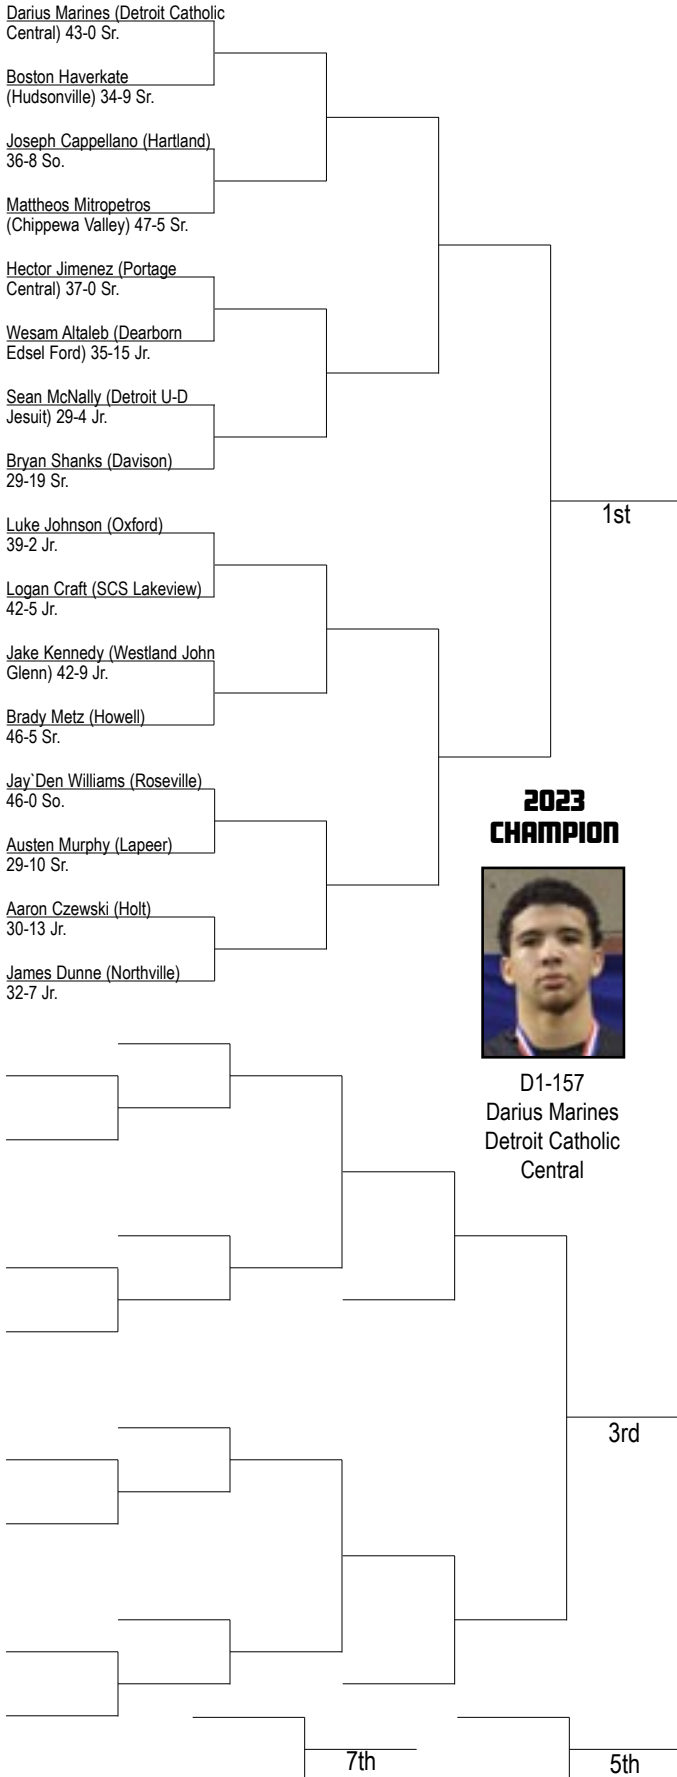 Darius Marines (Detroit Catholic
Central) 43-0 Sr.
Boston Haverkate
(Hudsonville) 34-9 Sr.
Joseph Cappellano (Hartland)
36-8 So.
Mattheos Mitropetros
(Chippewa Valley) 47-5 Sr.
Hector Jimenez (Portage
Central) 37-0 Sr.
Wesam Altaleb (Dearborn
Edsel Ford) 35-15 Jr.
Sean McNally (Detroit U-D
Jesuit) 29-4 Jr.
Bryan Shanks (Davison)
29-19 Sr.
Luke Johnson (Oxford)
39-2 Jr.
Logan Craft (SCS Lakeview)
42-5 Jr.
Jake Kennedy (Westland John
Glenn) 42-9 Jr.
Brady Metz (Howell)
46-5 Sr.
Jay`Den Williams (Roseville)
46-0 So.
Austen Murphy (Lapeer)
29-10 Sr.
Aaron Czewski (Holt)
30-13 Jr.
James Dunne (Northville)
32-7 Jr.
1st
2023
CHAMPION
D1-157
Darius Marines
Detroit Catholic
Central
3rd
7th
5th